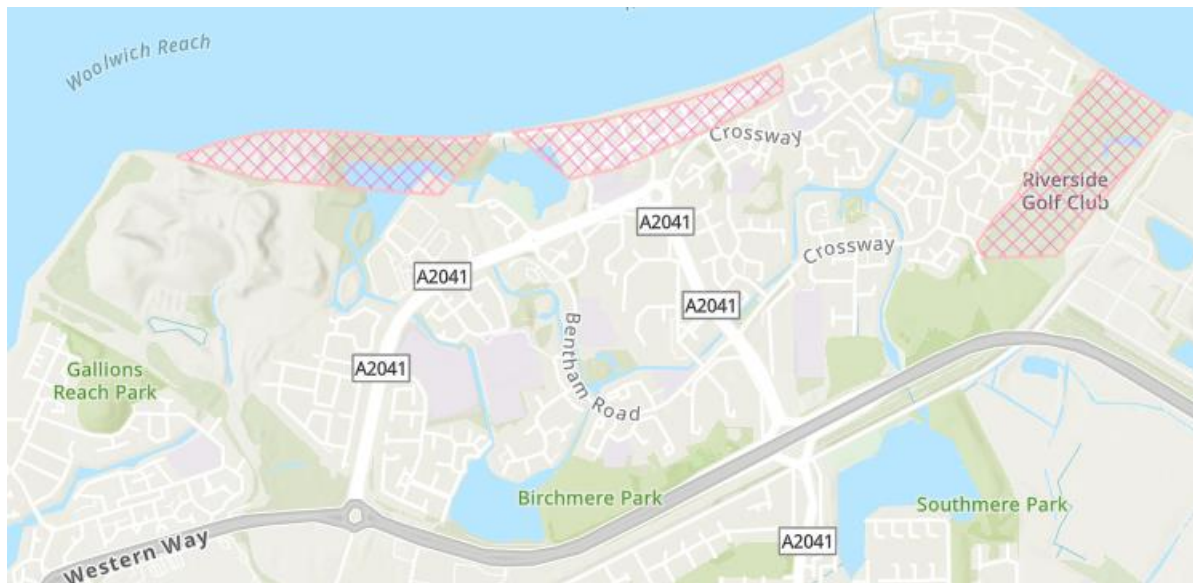 Woolwich Reach
Crossway
Riverside
Golf Club
A2041
Crossway
A2041
A2041
Bentham Road
A2041
Gallions
Reach Park
Birchmere Park
Southmere Park
A2041
Western Way